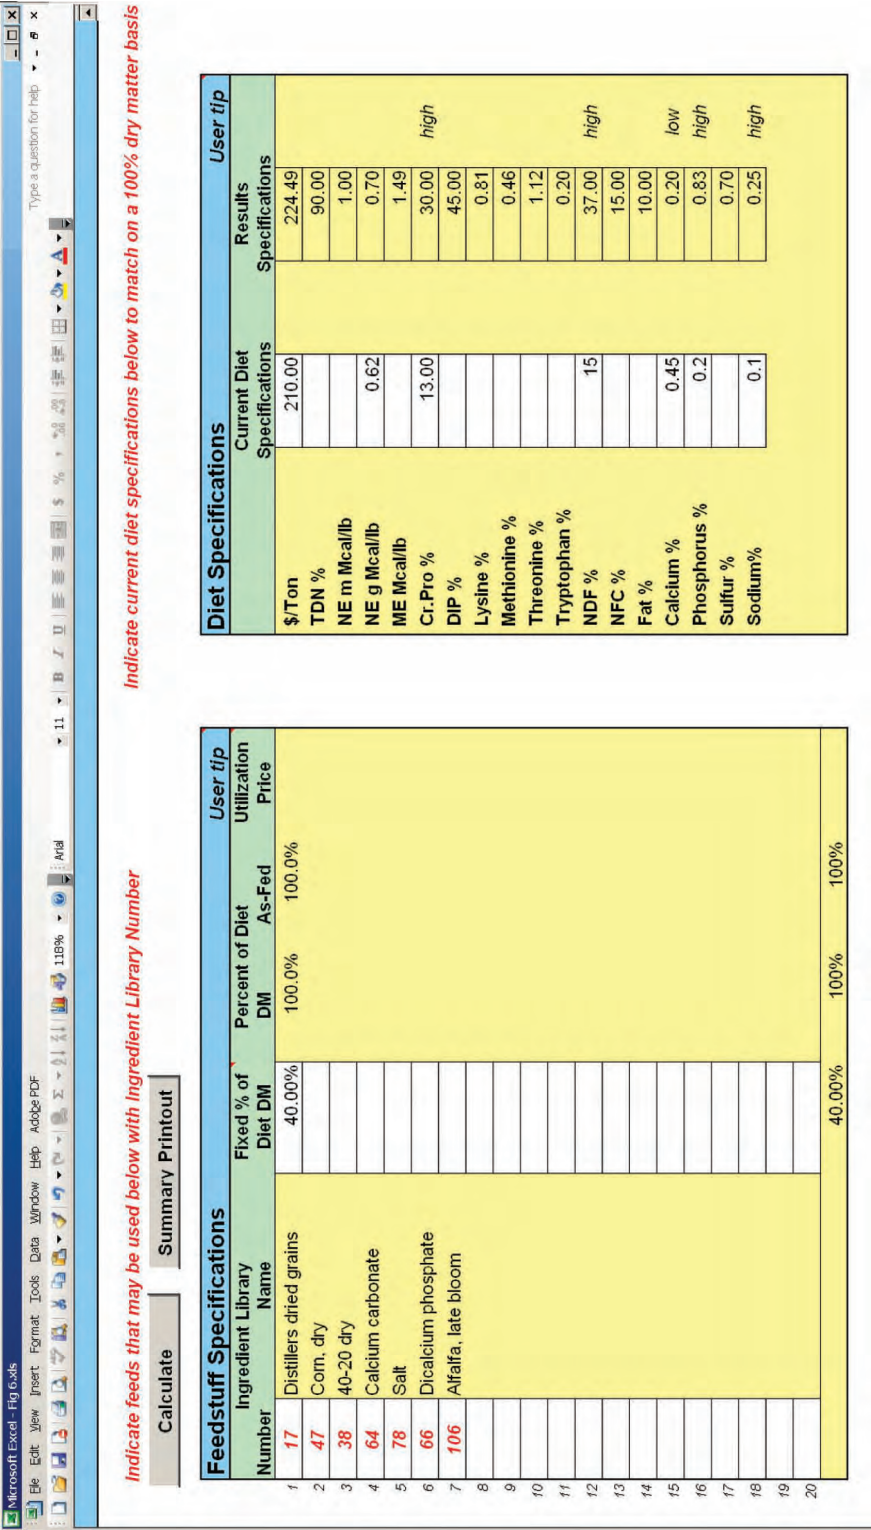 Microsoft Excel - Fig 6.xls
File Edit View Insert Format Tools Data Window Help Adobe PDF
Type a question for help
118%
Arial
11
B I U
$ % ,
Indicate feeds that may be used below with Ingredient Library Number
Indicate current diet specifications below to match on a 100% dry matter basis
Calculate
Summary Printout
Feedstuff Specifications User tip
Ingredient Library Fixed % of Percent of Diet Utilization
Number Name Diet DM DM As-Fed Price
1 17 Distillers dried grains 40.00% 100.0% 100.0%
2 47 Corn, dry
3 38 40-20 dry
4 64 Calcium carbonate
5 78 Salt
6 66 Dicalcium phosphate
7 106 Alfalfa, late bloom
8
9
10
11
12
13
14
15
16
17
18
19
20
40.00% 100% 100%
Diet Specifications User tip
Current Diet Results
Specifications Specifications
$/Ton 210.00 224.49
TDN % 90.00
NE m Mcal/lb 1.00
NE g Mcal/lb 0.62 0.70
ME Mcal/lb 1.49
Cr.Pro % 13.00 30.00 high
DIP % 45.00
Lysine % 0.81
Methionine % 0.46
Threonine % 1.12
Tryptophan % 0.20
NDF % 15 37.00 high
NFC % 15.00
Fat % 10.00
Calcium % 0.45 0.20 low
Phosphorus % 0.2 0.83 high
Sulfur % 0.70
Sodium% 0.1 0.25 high